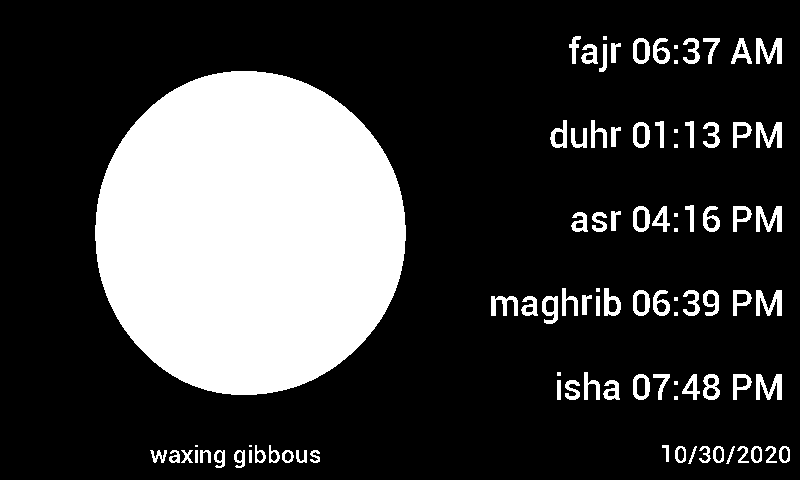 fajr 06:37 AM
duhr 01:13 PM
asr 04:16 PM
maghrib 06:39 PM
isha 07:48 PM
waxing gibbous
10/30/2020